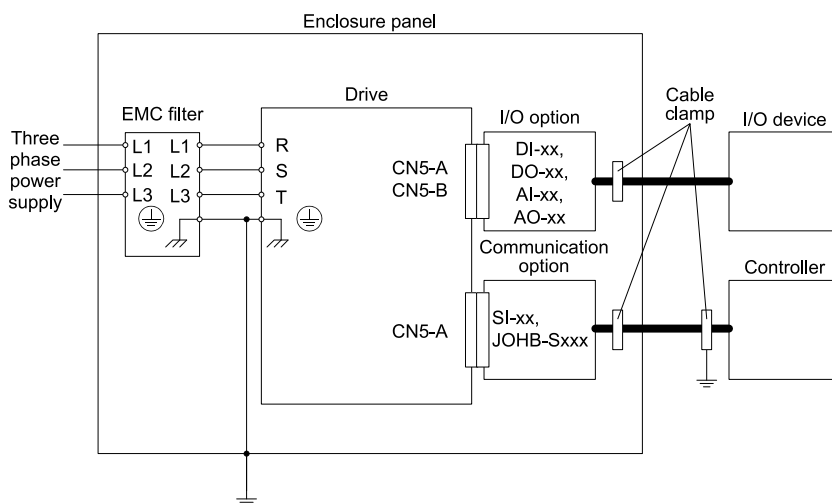 Enclosure panel
Drive
EMC filter
Three
phase
power
supply
L1 L1
L2 L2
L3 L3
R
S
T
CN5-A
CN5-B
I/O option
DI-xx,
DO-xx,
AI-xx,
AO-xx
Cable
clamp
I/O device
Communication
option
CN5-A
SI-xx,
JOHB-Sxxx
Controller